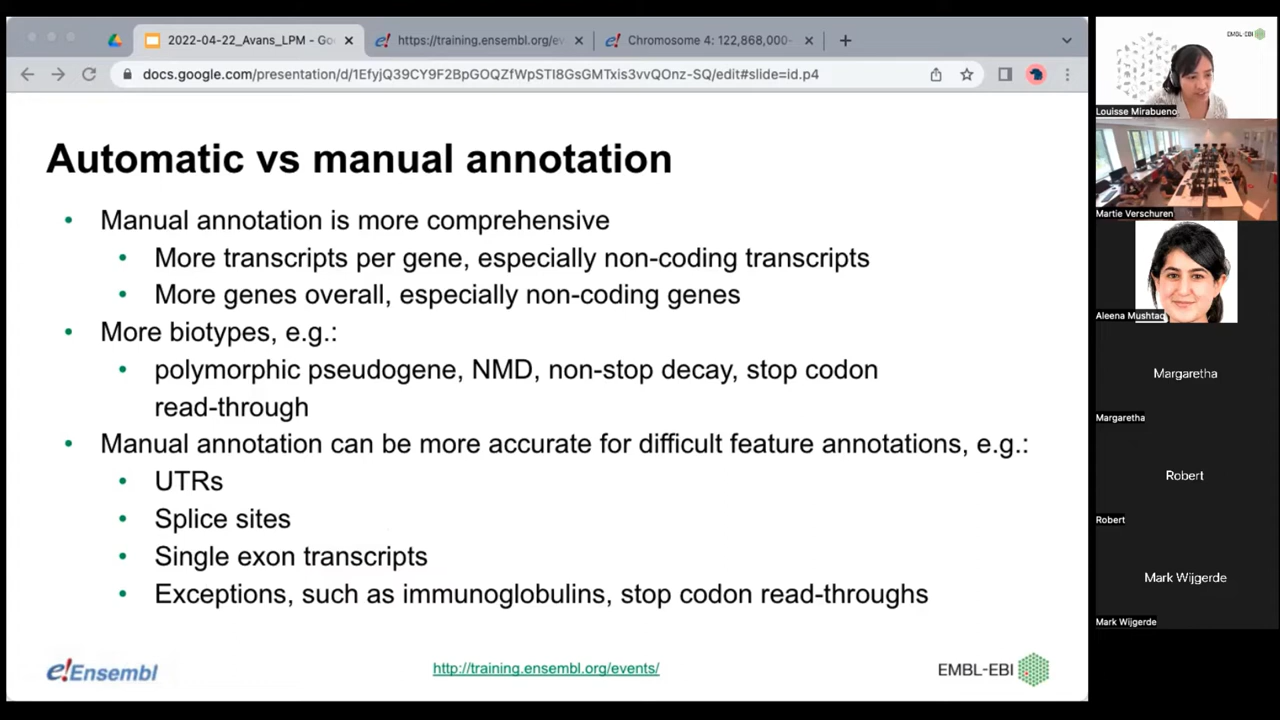 2022-04-22_Avans_LPM - Go
https://training.ensembl.org/ev
Chromosome 4: 122,868,000-
docs.google.com/presentation/d/1EfyjQ39CY9F2BpGOQZfWpSTI8GsGMTxis3vvQOnz-SQ/edit#slide=id.p4
Automatic vs manual annotation
• Manual annotation is more comprehensive
• More transcripts per gene, especially non-coding transcripts
• More genes overall, especially non-coding genes
• More biotypes, e.g.:
• polymorphic pseudogene, NMD, non-stop decay, stop codon
read-through
• Manual annotation can be more accurate for difficult feature annotations, e.g.:
• UTRs
• Splice sites
• Single exon transcripts
• Exceptions, such as immunoglobulins, stop codon read-throughs
e!Ensembl
http://training.ensembl.org/events/
EMBL-EBI
EMBL-EBI
Louisse Mirabueno
Martie Verschuren
Aleena Mushtaq
Margaretha
Margaretha
Robert
Robert
Mark Wijgerde
Mark Wijgerde